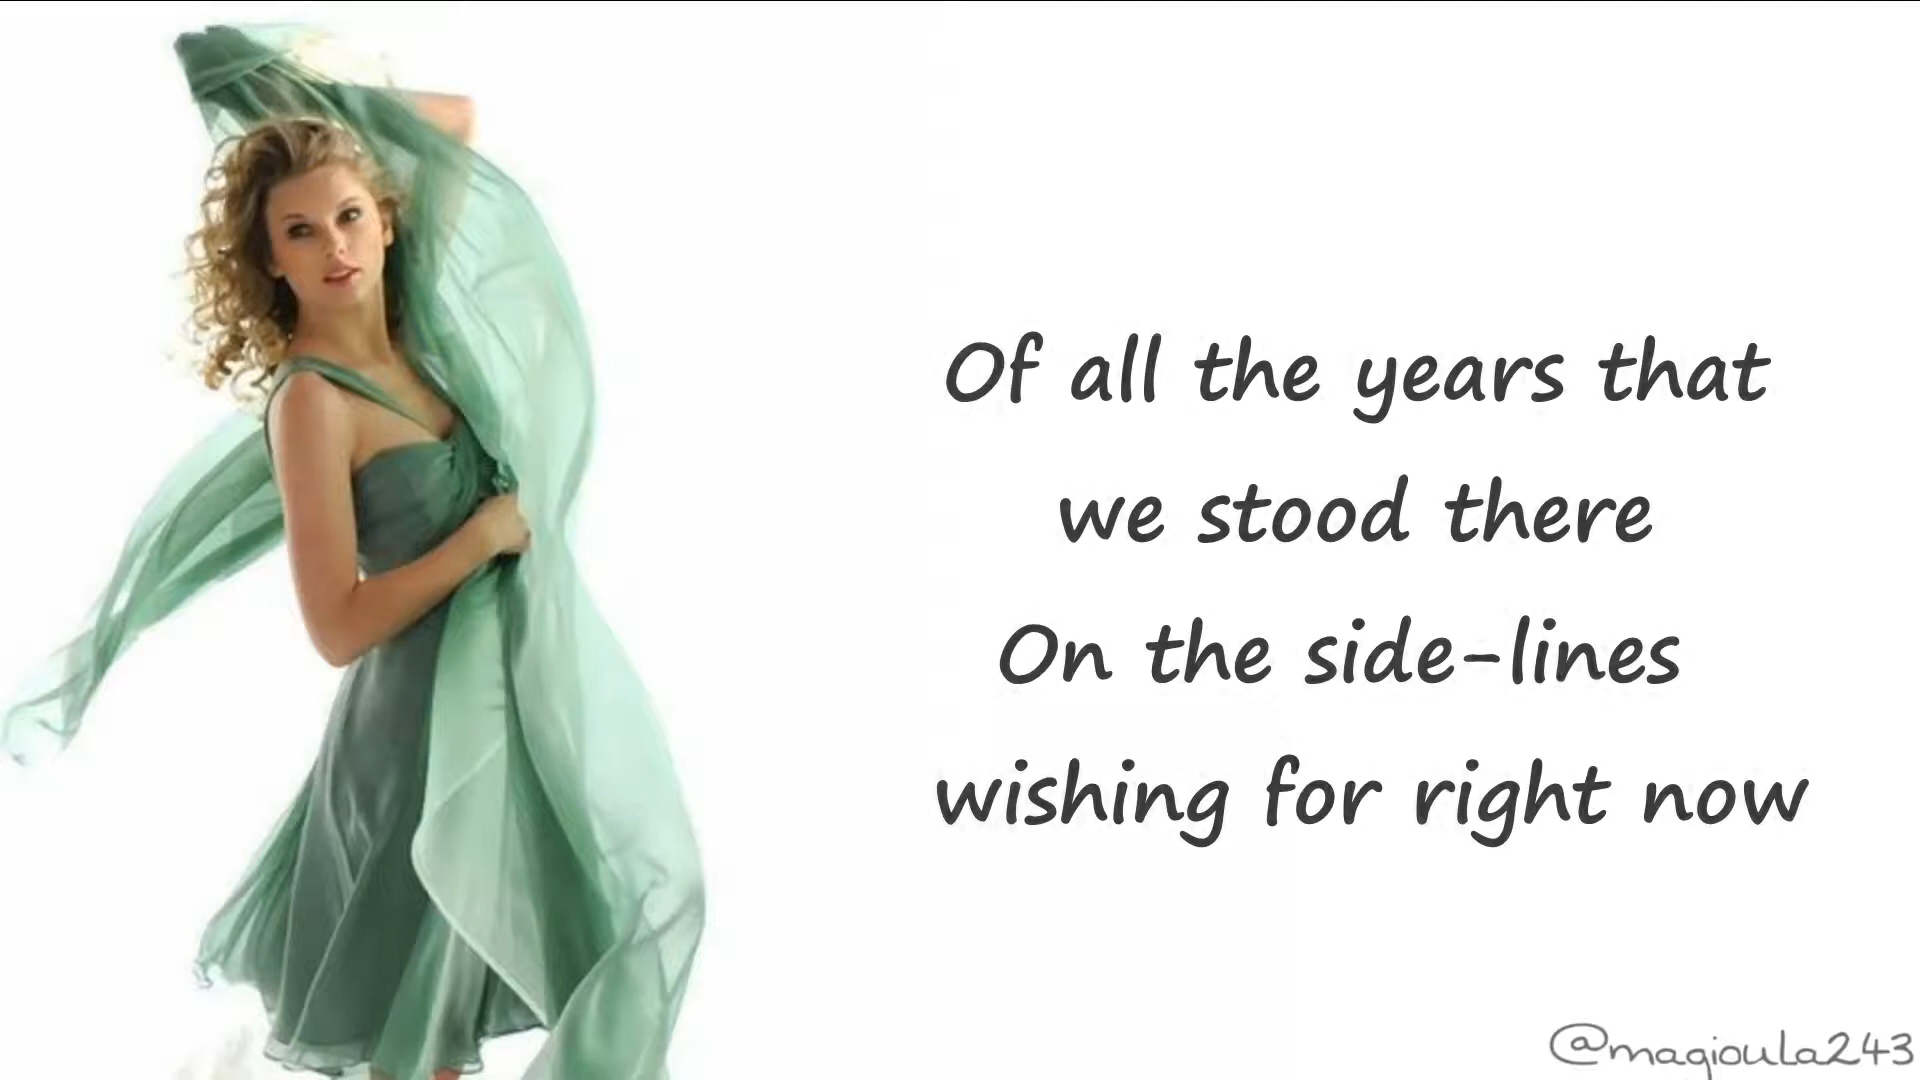 Of all the years that
we stood there
On the side-lines
wishing for right now
@magioula243